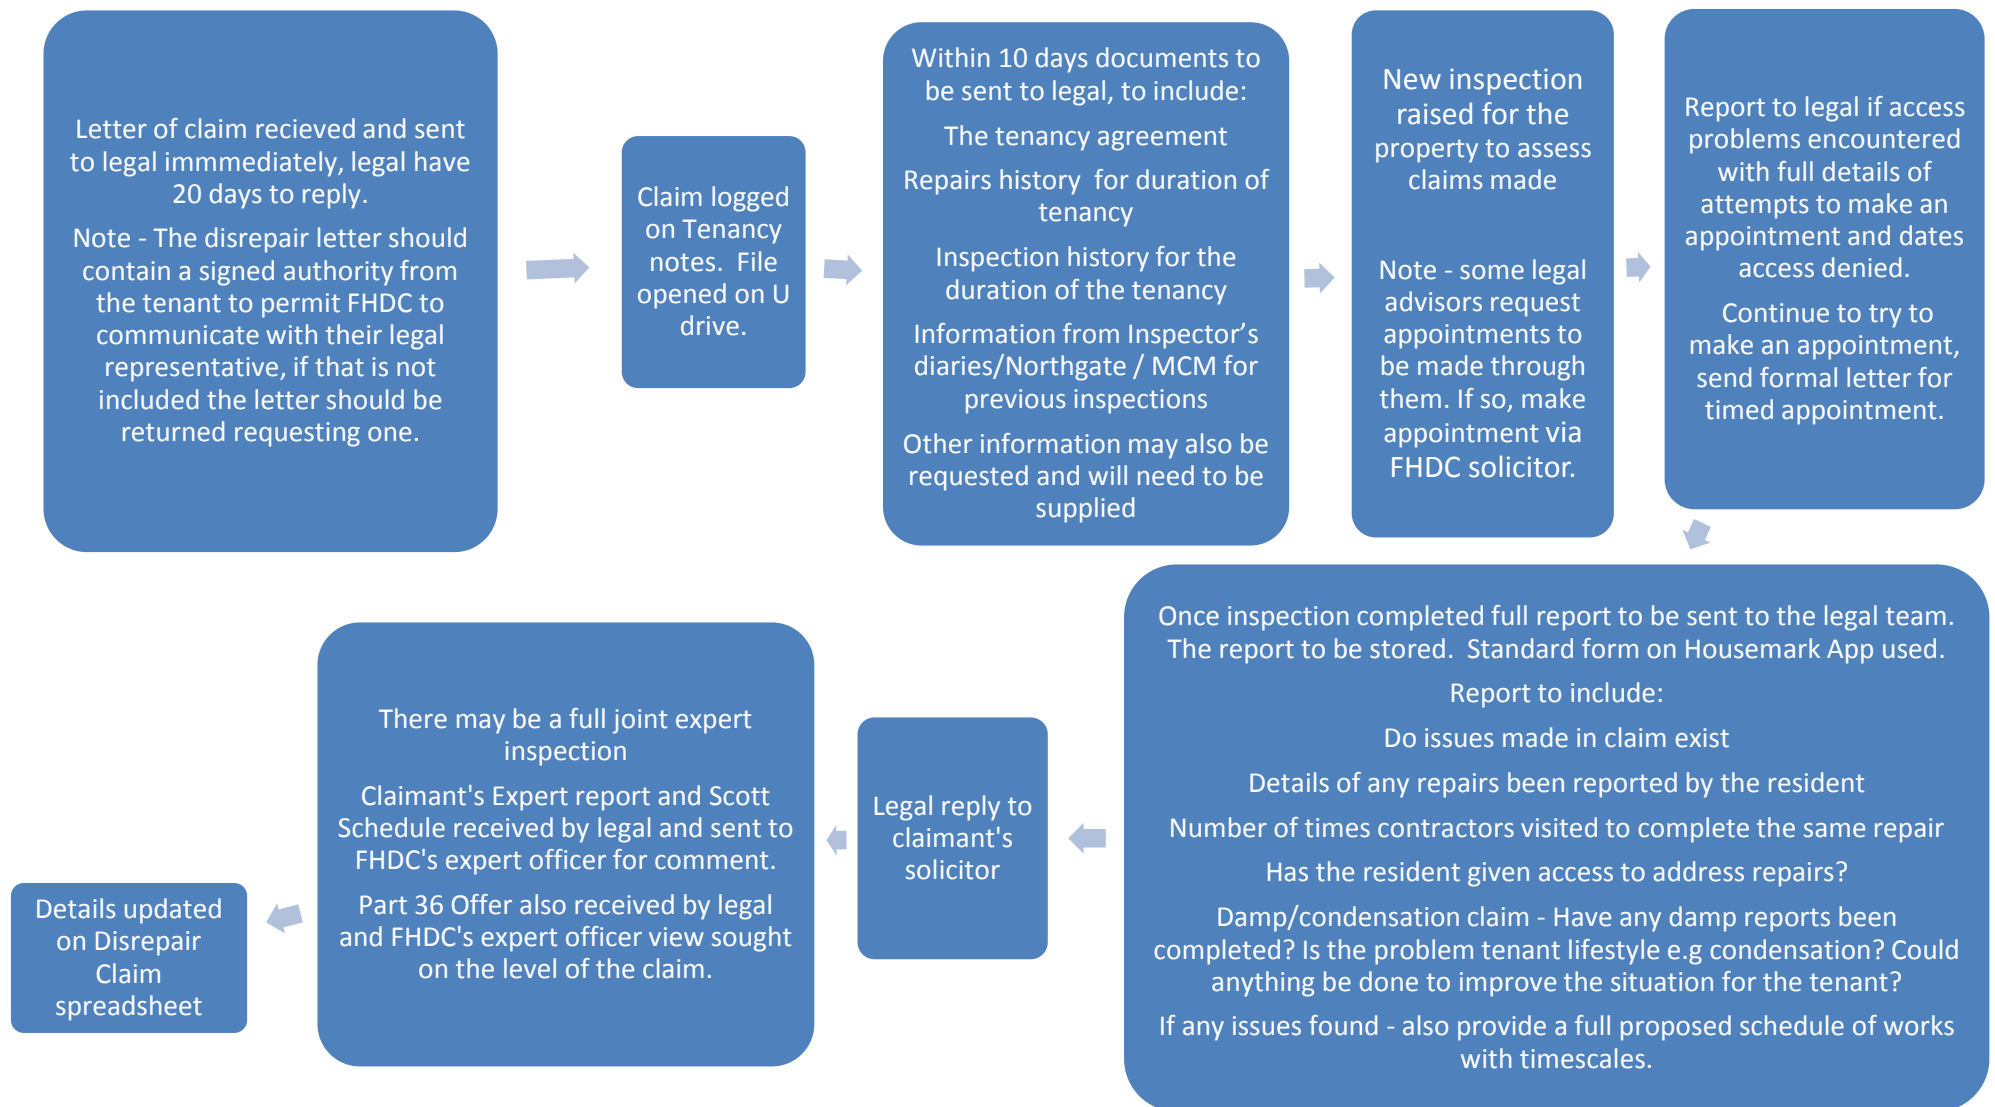 Letter of claim recieved and sent
to legal immmediately, legal have
20 days to reply.
Note - The disrepair letter should
contain a signed authority from
the tenant to permit FHDC to
communicate with their legal
representative, if that is not
included the letter should be
returned requesting one.
Claim logged
on Tenancy
notes.  File
opened on U
drive.
Within 10 days documents to
be sent to legal, to include:
The tenancy agreement
Repairs history  for duration of
tenancy
Inspection history for the
duration of the tenancy
Information from Inspector’s
diaries/Northgate / MCM for
previous inspections
Other information may also be
requested and will need to be
supplied
New inspection
raised for the
property to assess
claims made
Note - some legal
advisors request
appointments to
be made through
them. If so, make
appointment via
FHDC solicitor.
Report to legal if access
problems encountered
with full details of
attempts to make an
appointment and dates
access denied.
Continue to try to
make an appointment,
send formal letter for
timed appointment.
Once inspection completed full report to be sent to the legal team.
The report to be stored.  Standard form on Housemark App used.
Report to include:
Do issues made in claim exist
Details of any repairs been reported by the resident
Number of times contractors visited to complete the same repair
Has the resident given access to address repairs?
Damp/condensation claim - Have any damp reports been
completed? Is the problem tenant lifestyle e.g condensation? Could
anything be done to improve the situation for the tenant?
If any issues found - also provide a full proposed schedule of works
with timescales.
Legal reply to
claimant's
solicitor
There may be a full joint expert
inspection
Claimant's Expert report and Scott
Schedule received by legal and sent to
FHDC's expert officer for comment.
Part 36 Offer also received by legal
and FHDC's expert officer view sought
on the level of the claim.
Details updated
on Disrepair
Claim
spreadsheet